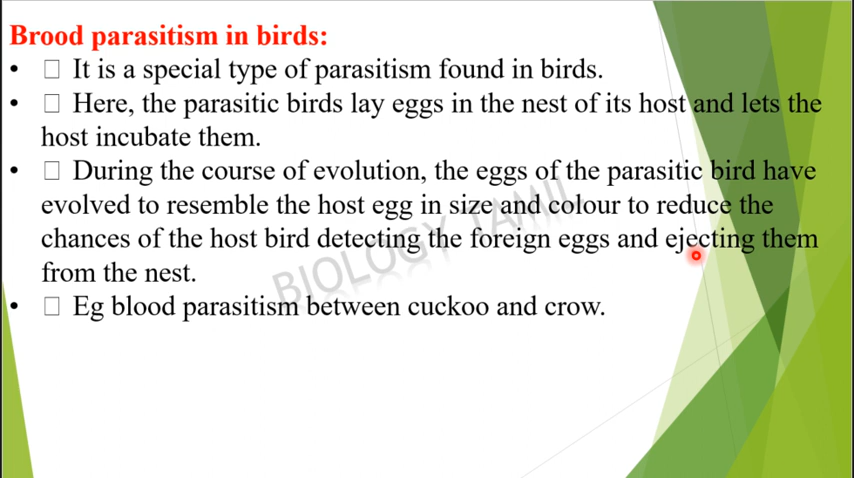 Brood parasitism in birds:
• □ It is a special type of parasitism found in birds.
• □ Here, the parasitic birds lay eggs in the nest of its host and lets the
host incubate them.
• □ During the course of evolution, the eggs of the parasitic bird have
evolved to resemble the host egg in size and colour to reduce the
chances of the host bird detecting the foreign eggs and ejecting them
from the nest.
• □ Eg blood parasitism between cuckoo and crow.
BIOLOGY TAMIL